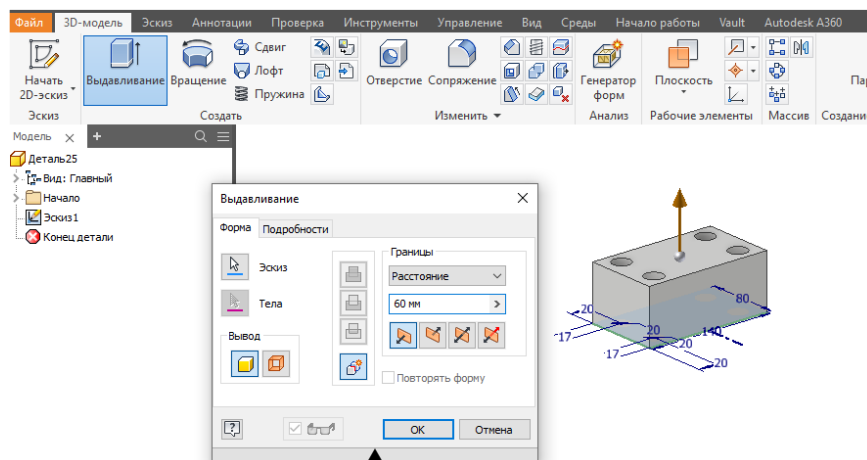 Файл 3D-модель Эскиз Аннотации Проверка Инструменты Управление Вид Среды Начало работы Vault Autodesk A360
Начать 2D-эскиз
Выдавливание
Вращение
Сдвиг
Лофт
Пружина
Отверстие
Сопряжение
Генератор форм
Плоскость
Эскиз
Создать
Изменить
Анализ
Рабочие элементы
Массив
Модель
Деталь25
Вид: Главный
Начало
Эскиз1
Конец детали
Выдавливание
Форма Подробности
Эскиз
Тела
Вывод
Границы
Расстояние
60 мм
Повторять форму
ОК
Отмена
20
17
17
20
20
20
140
80